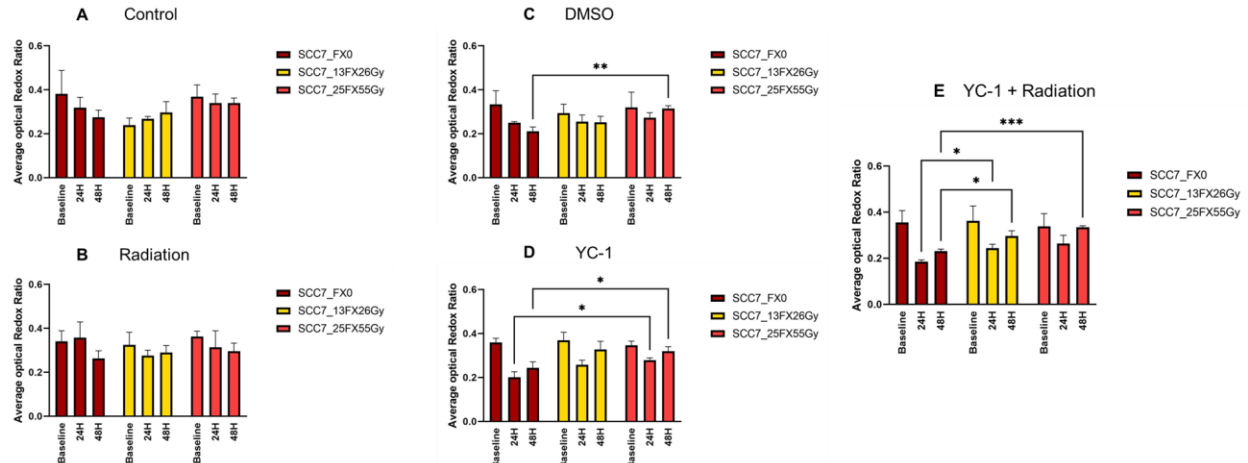 A Control
Average optical Redox Ratio
0.6
0.4
0.2
0.0
Baseline
24H
48H
Baseline
24H
48H
Baseline
24H
48H
SCC7_FX0
SCC7_13FX26Gy
SCC7_25FX55Gy
B Radiation
Average optical Redox Ratio
0.6
0.4
0.2
0.0
Baseline
24H
48H
Baseline
24H
48H
Baseline
24H
48H
SCC7_FX0
SCC7_13FX26Gy
SCC7_25FX55Gy
C DMSO
Average optical Redox Ratio
0.6
0.4
0.2
0.0
**
Baseline
24H
48H
Baseline
24H
48H
Baseline
24H
48H
SCC7_FX0
SCC7_13FX26Gy
SCC7_25FX55Gy
D YC-1
Average optical Redox Ratio
0.6
0.4
0.2
0.0
*
*
Baseline
24H
48H
Baseline
24H
48H
Baseline
24H
48H
SCC7_FX0
SCC7_13FX26Gy
SCC7_25FX55Gy
E YC-1 + Radiation
Average optical Redox Ratio
0.6
0.4
0.2
0.0
***
*
*
Baseline
24H
48H
Baseline
24H
48H
Baseline
24H
48H
SCC7_FX0
SCC7_13FX26Gy
SCC7_25FX55Gy